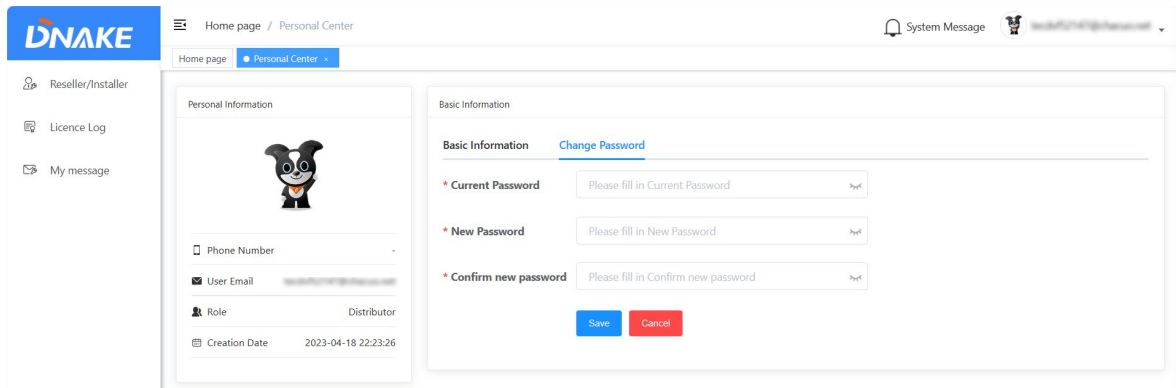 DNAKE
Home page / Personal Center
System Message
Home page
Personal Center ×
Reseller/Installer
Licence Log
My message
Personal Information
Phone Number -
User Email
Role Distributor
Creation Date 2023-04-18 22:23:26
Basic Information
Basic Information Change Password
* Current Password Please fill in Current Password
* New Password Please fill in New Password
* Confirm new password Please fill in Confirm new password
Save Cancel